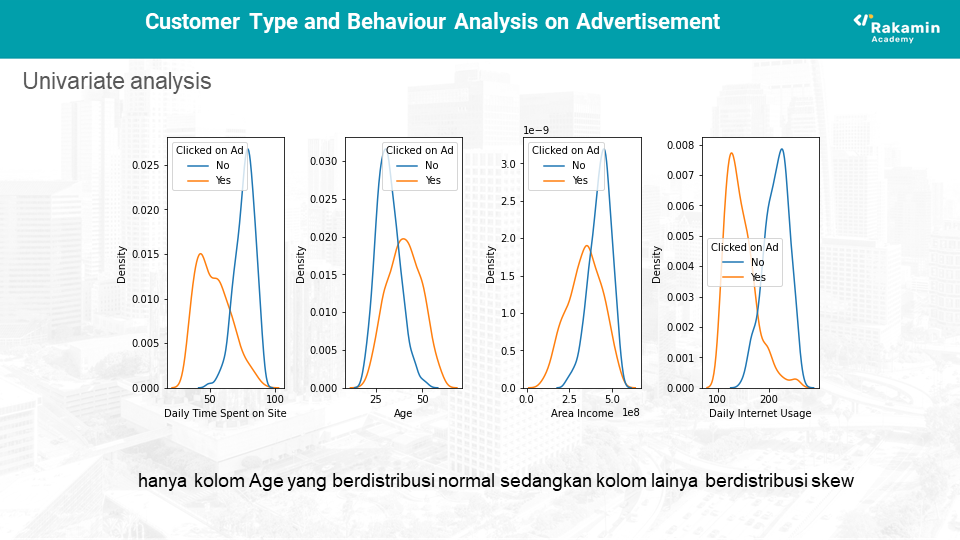 Customer Type and Behaviour Analysis on Advertisement
Rakamin
Academy
Univariate analysis
Clicked on Ad
No
Yes
0.025
0.020
0.015
0.010
0.005
0.000
Density
50
100
Daily Time Spent on Site
Clicked on Ad
No
Yes
0.030
0.025
0.020
0.015
0.010
0.005
0.000
Density
25
50
Age
1e−9
Clicked on Ad
No
Yes
3.0
2.5
2.0
1.5
1.0
0.5
0.0
Density
0.0
2.5
5.0
Area Income
1e8
Clicked on Ad
No
Yes
0.008
0.007
0.006
0.005
0.004
0.003
0.002
0.001
0.000
Density
100
200
Daily Internet Usage
hanya kolom Age yang berdistribusi normal sedangkan kolom lainya berdistribusi skew